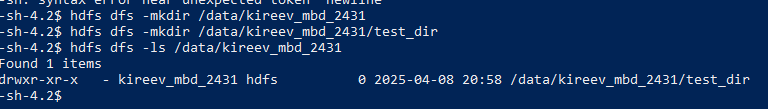 -sh: syntax error near unexpected token `newline'
-sh-4.2$ hdfs dfs -mkdir /data/kireev_mbd_2431
-sh-4.2$ hdfs dfs -mkdir /data/kireev_mbd_2431/test_dir
-sh-4.2$ hdfs dfs -ls /data/kireev_mbd_2431
Found 1 items
drwxr-xr-x   - kireev_mbd_2431 hdfs          0 2025-04-08 20:58 /data/kireev_mbd_2431/test_dir
-sh-4.2$